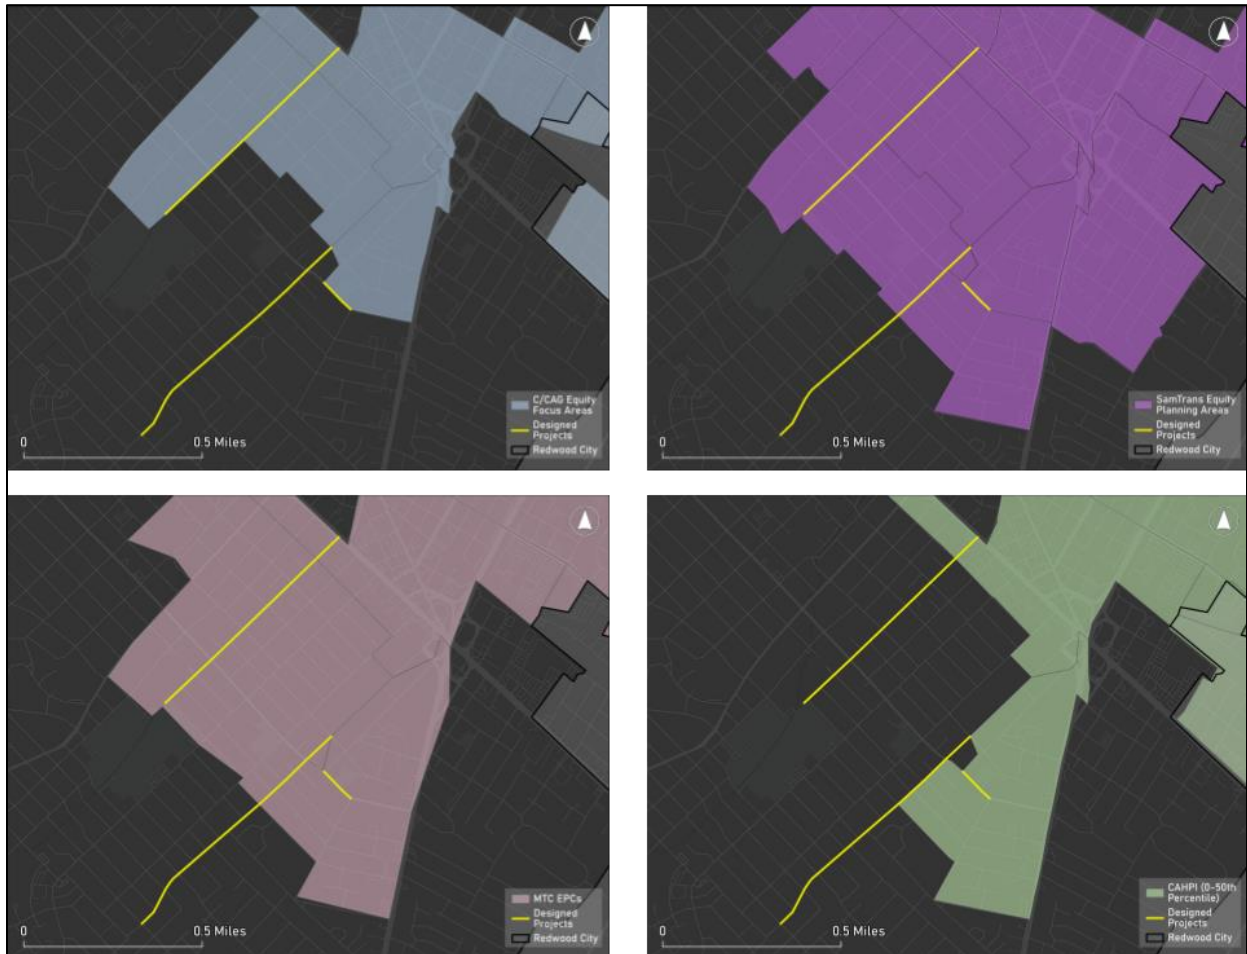 C/CAG Equity
Focus Areas
Designed
Projects
Redwood City
0
0.5 Miles
SamTrans Equity
Planning Areas
Designed
Projects
Redwood City
0
0.5 Miles
MTC EPCs
Designed
Projects
Redwood City
0
0.5 Miles
CAHPI (0-50th
Percentile)
Designed
Projects
Redwood City
0
0.5 Miles